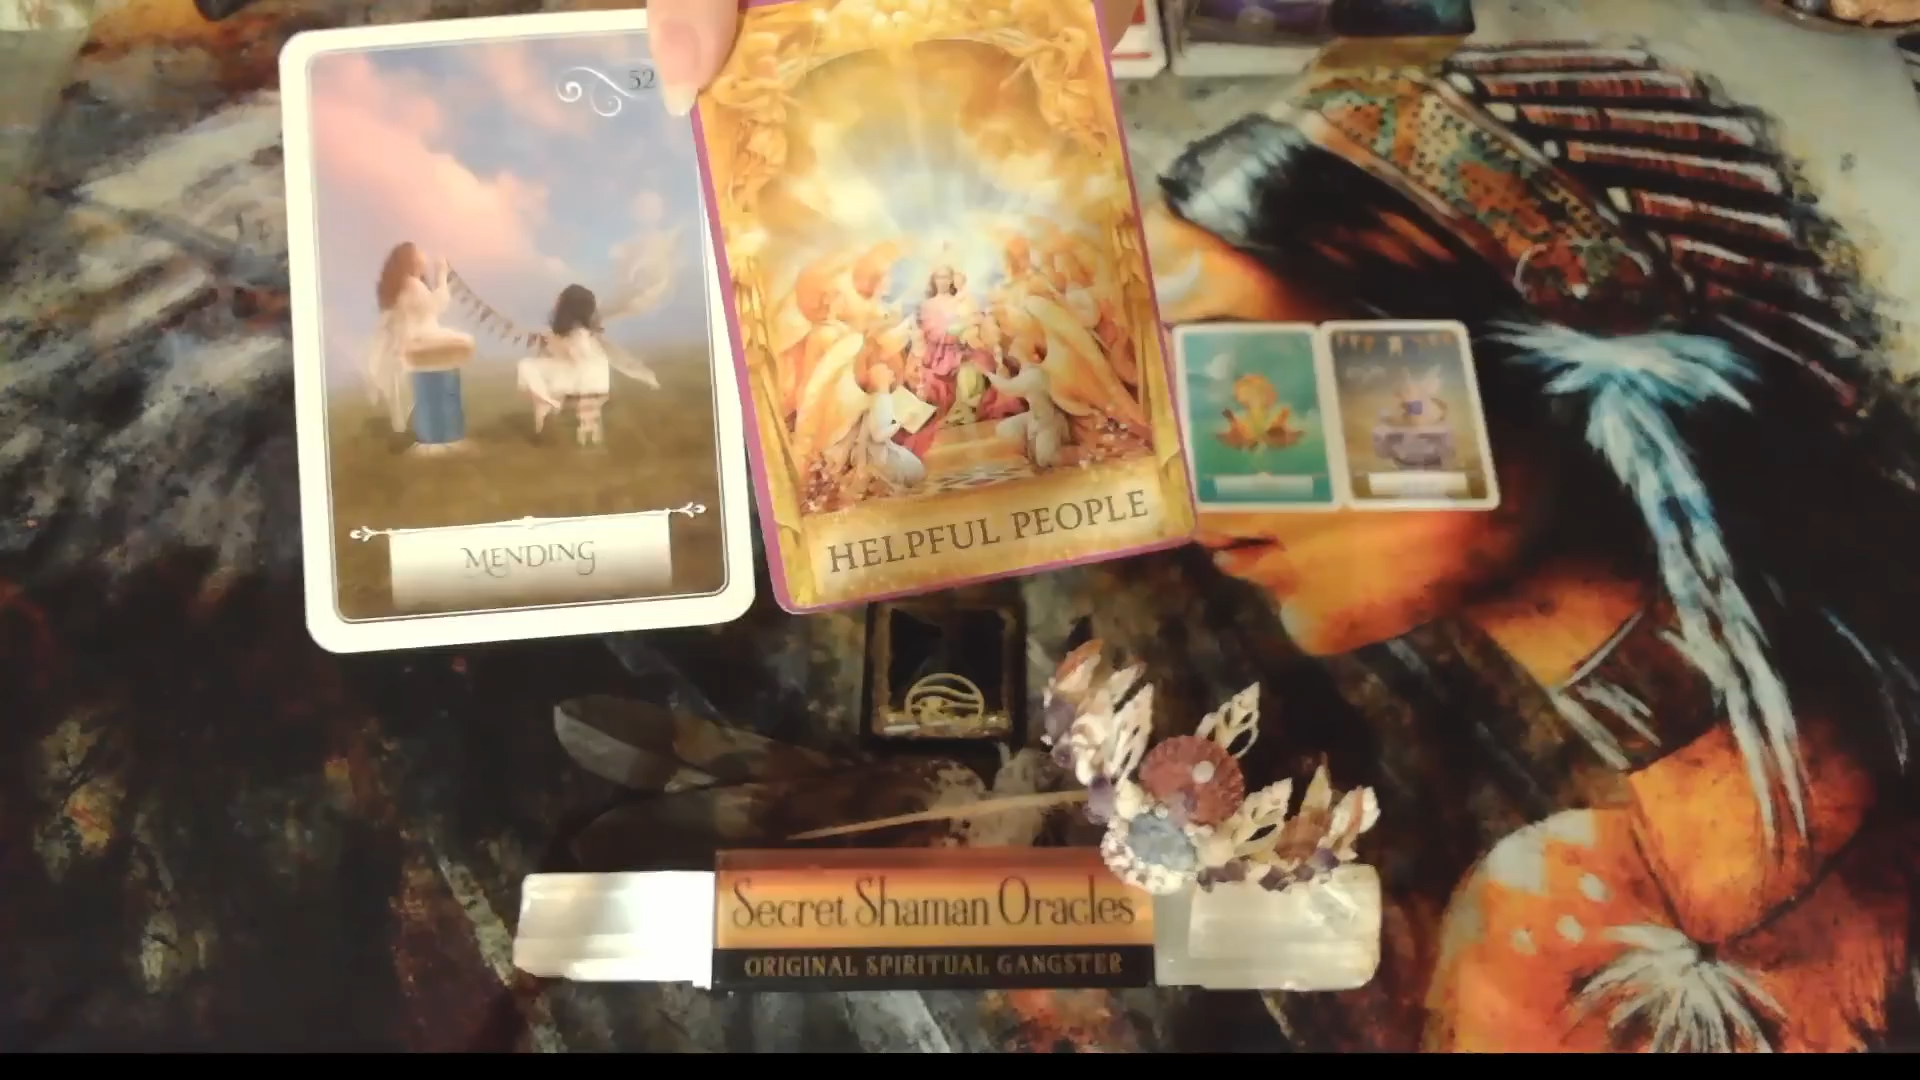 52
MENDING
HELPFUL PEOPLE
Secret Shaman Oracles
ORIGINAL SPIRITUAL GANGSTER